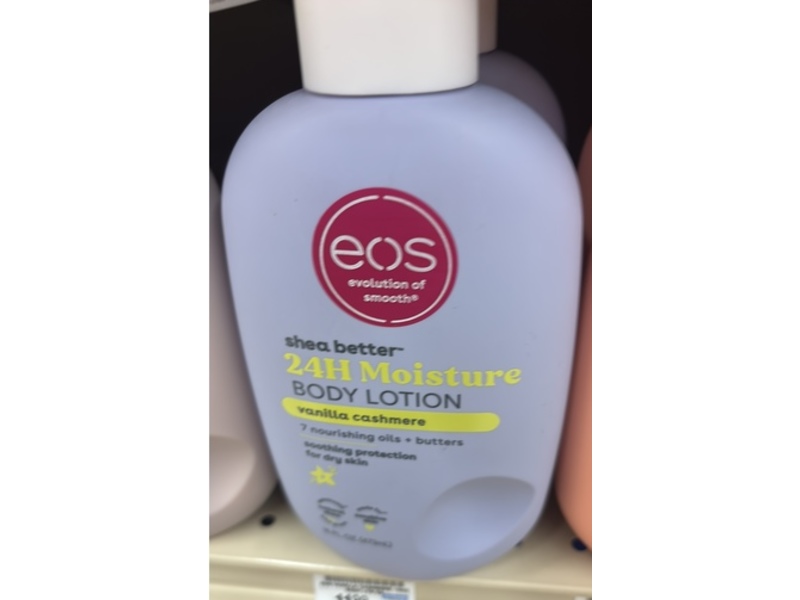 eos
evolution of
smooth®
shea better™
24H Moisture
BODY LOTION
vanilla cashmere
7 nourishing oils + butters
soothing protection
for dry skin